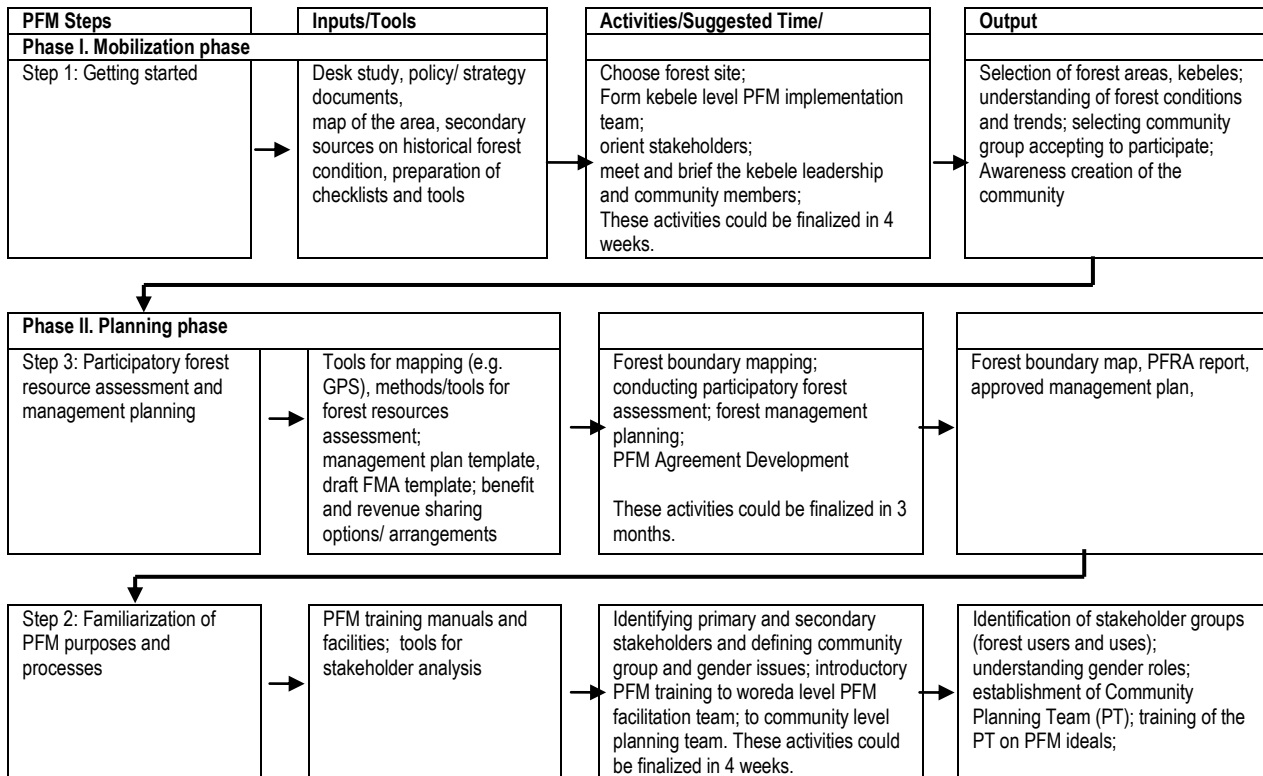 PFM Steps
Inputs/Tools
Activities/Suggested Time/
Output
Phase I. Mobilization phase
Step 1: Getting started
Desk study, policy/ strategy
documents,
map of the area, secondary
sources on historical forest
condition, preparation of
checklists and tools
Choose forest site;
Form kebele level PFM implementation
team;
orient stakeholders;
meet and brief the kebele leadership
and community members;
These activities could be finalized in 4
weeks.
Selection of forest areas, kebeles;
understanding of forest conditions
and trends; selecting community
group accepting to participate;
Awareness creation of the
community
Phase II. Planning phase
Step 3: Participatory forest
resource assessment and
management planning
Tools for mapping (e.g.
GPS), methods/tools for
forest resources
assessment;
management plan template,
draft FMA template; benefit
and revenue sharing
options/ arrangements
Forest boundary mapping;
conducting participatory forest
assessment; forest management
planning;
PFM Agreement Development
These activities could be finalized in 3
months.
Forest boundary map, PFRA report,
approved management plan,
Step 2: Familiarization of
PFM purposes and
processes
PFM training manuals and
facilities; tools for
stakeholder analysis
Identifying primary and secondary
stakeholders and defining community
group and gender issues; introductory
PFM training to woreda level PFM
facilitation team; to community level
planning team. These activities could
be finalized in 4 weeks.
Identification of stakeholder groups
(forest users and uses);
understanding gender roles;
establishment of Community
Planning Team (PT); training of the
PT on PFM ideals;